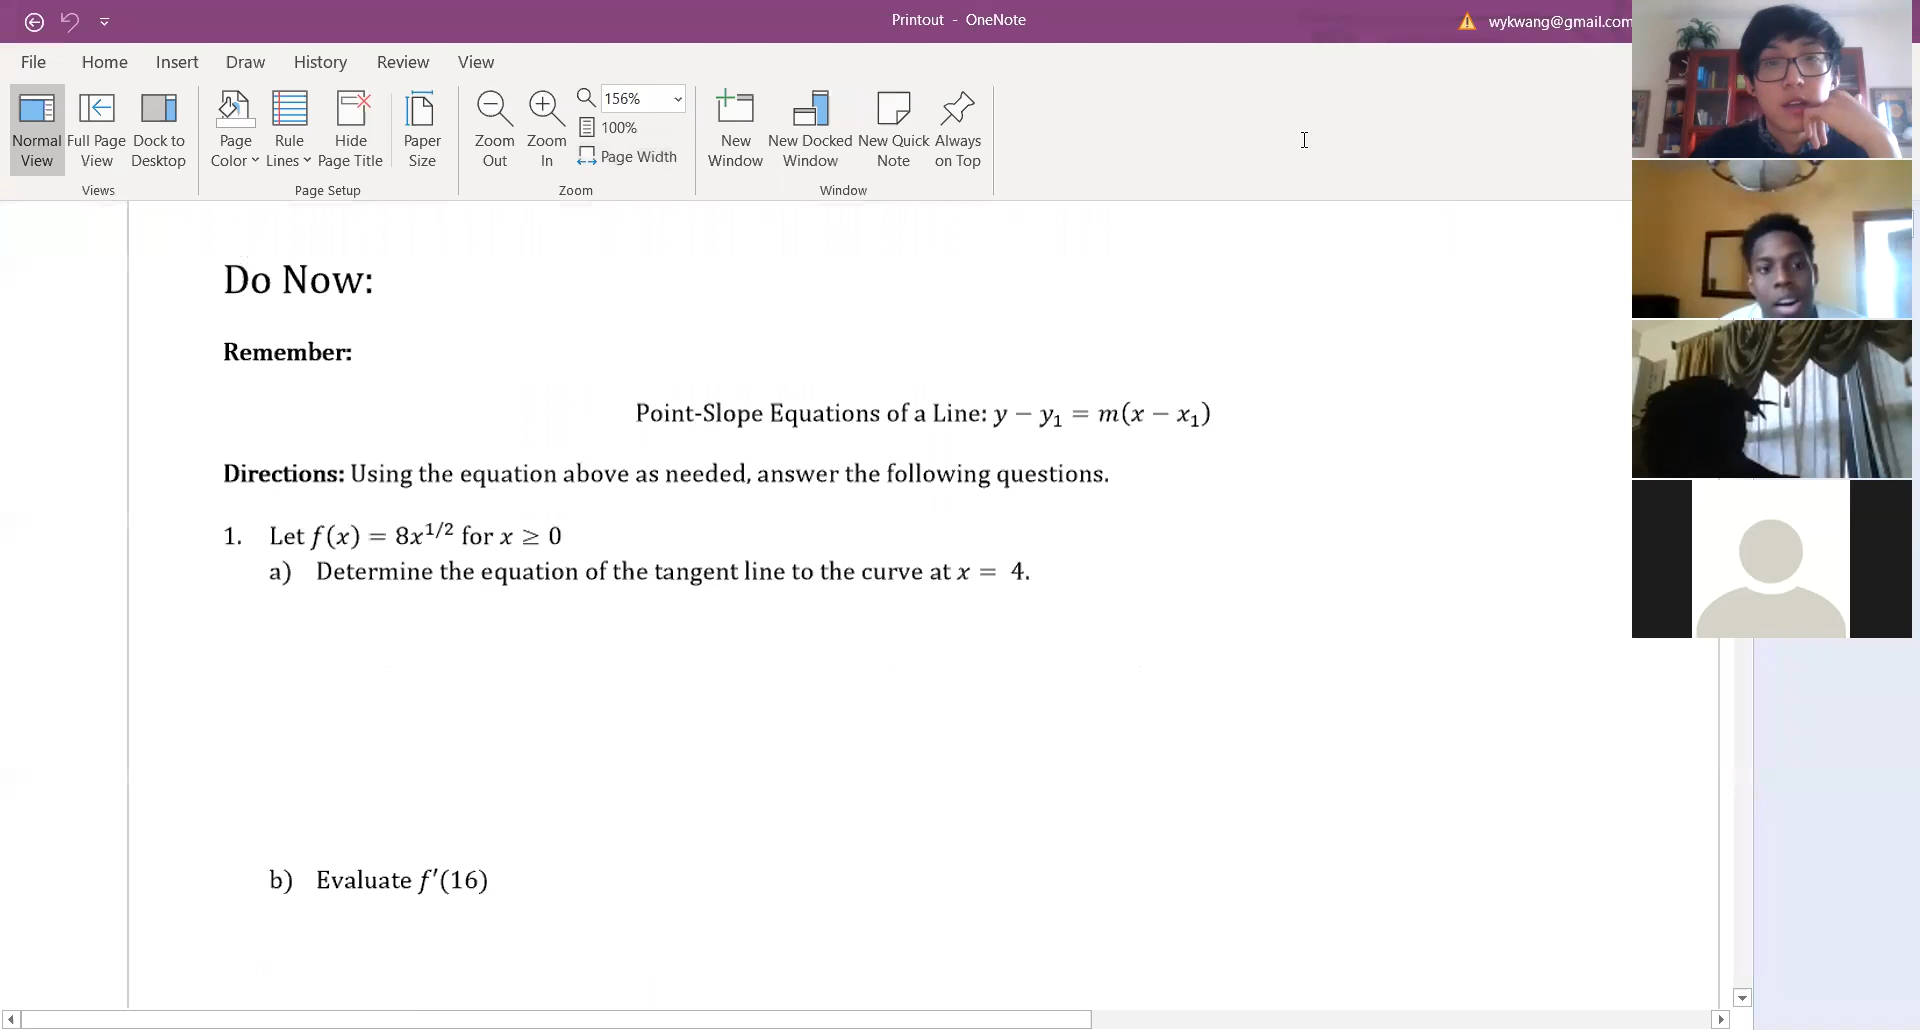 Printout - OneNote
wykwang@gmail.com
File Home Insert Draw History Review View
Normal View
Full Page View
Dock to Desktop
Views
Page Color
Rule Lines
Hide Page Title
Paper Size
Page Setup
Zoom Out
Zoom In
156%
100%
Page Width
Zoom
New Window
New Docked Window
New Quick Note
Always on Top
Window
Do Now:
Remember:
Point-Slope Equations of a Line: y − y₁ = m(x − x₁)
Directions: Using the equation above as needed, answer the following questions.
1. Let f(x) = 8x^{1/2} for x ≥ 0
a) Determine the equation of the tangent line to the curve at x = 4.
b) Evaluate f′(16)